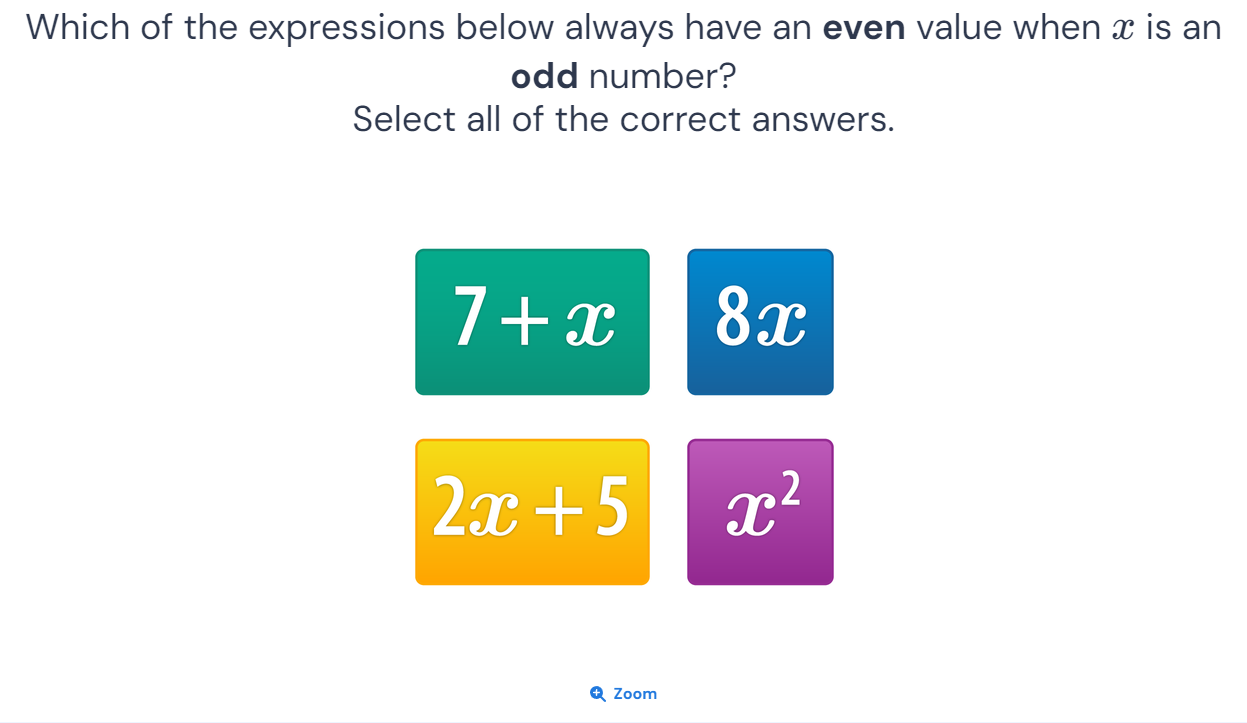 Which of the expressions below always have an even value when x is an
odd number?
Select all of the correct answers.
7 + x
8x
2x + 5
x²
Zoom